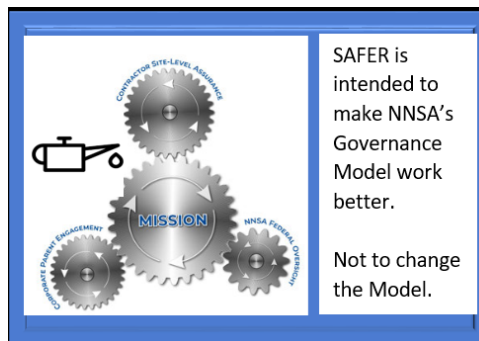 CONTRACTOR SITE-LEVEL ASSURANCE
MISSION
CORPORATE PARENT ENGAGEMENT
NNSA FEDERAL OVERSIGHT
SAFER is
intended to
make NNSA’s
Governance
Model work
better.
Not to change
the Model.